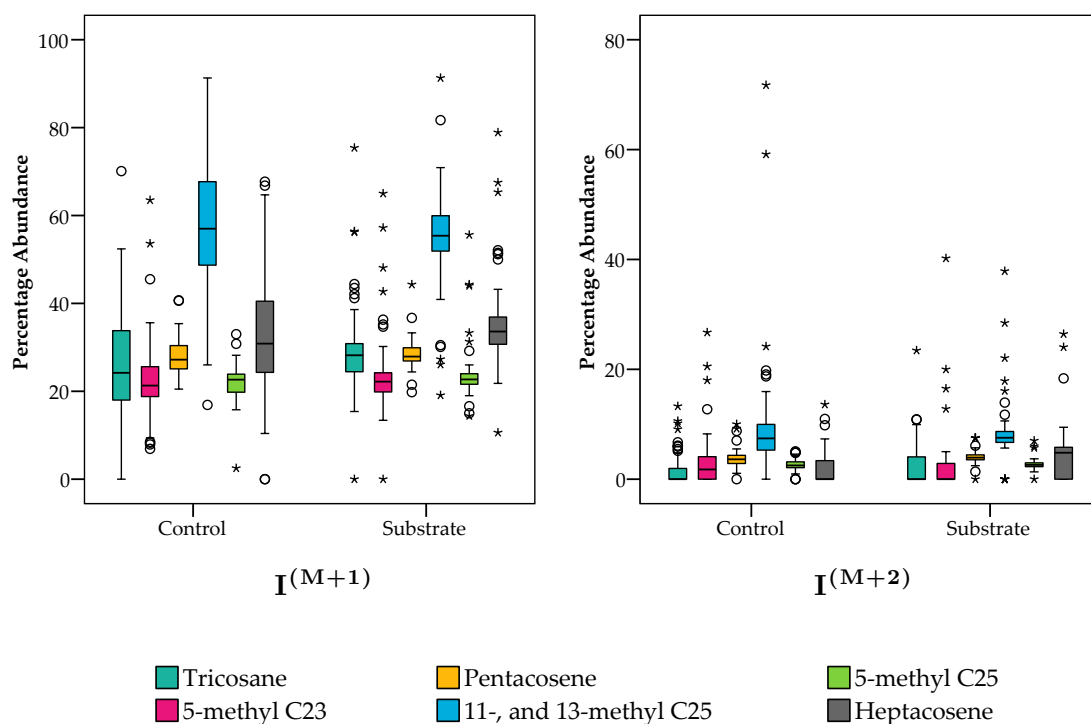 100
80
60
40
20
0
Percentage Abundance
Control
Substrate
I(M+1)
80
60
40
20
0
Percentage Abundance
Control
Substrate
I(M+2)
Tricosane
Pentacosene
5-methyl C25
5-methyl C23
11-, and 13-methyl C25
Heptacosene